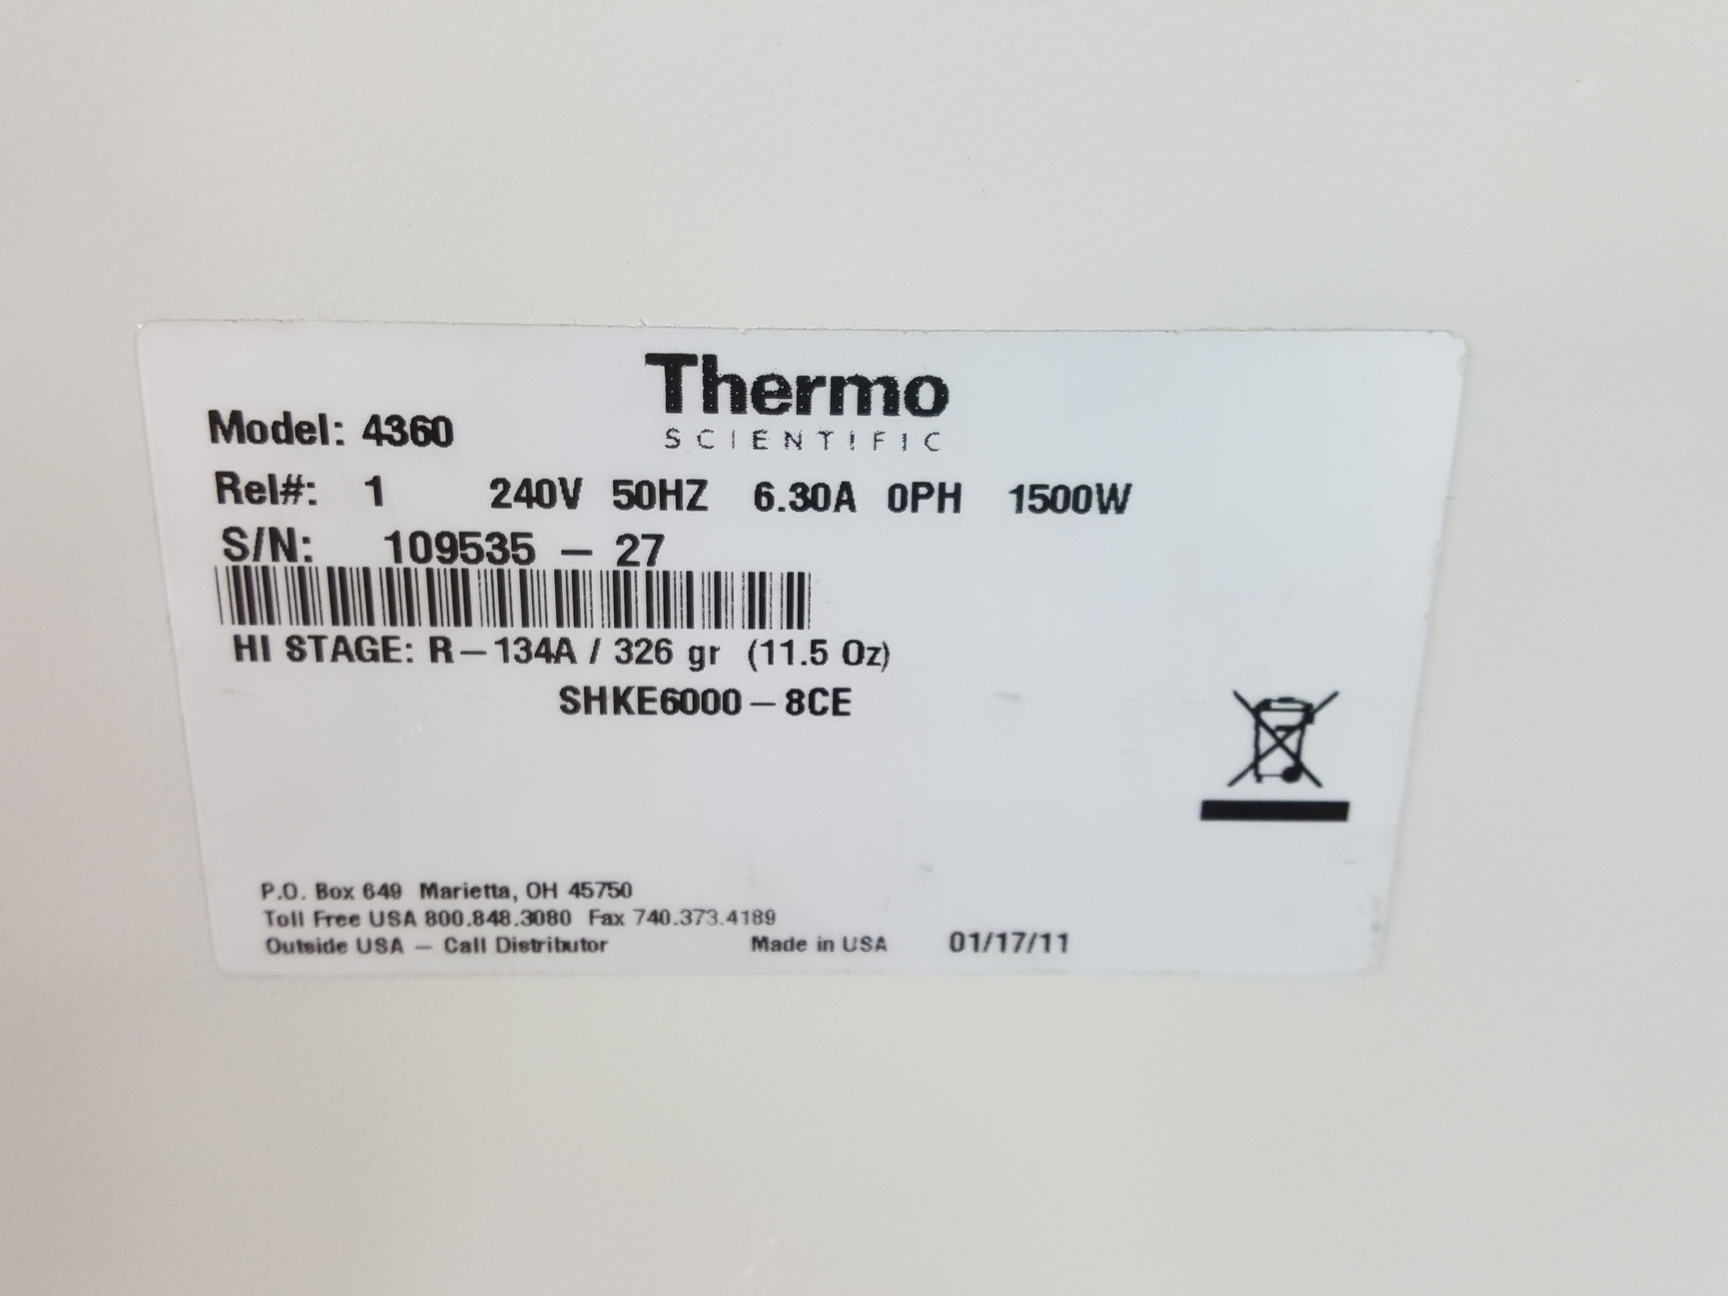 Thermo
SCIENTIFIC
Model: 4360
Rel#: 1 240V 50HZ 6.30A 0PH 1500W
S/N: 109535 - 27
HI STAGE: R-134A / 326 gr (11.5 Oz)
SHKE6000-8CE
P.O. Box 649 Marietta, OH 45750
Toll Free USA 800.848.3080 Fax 740.373.4189
Outside USA - Call Distributor Made in USA 01/17/11